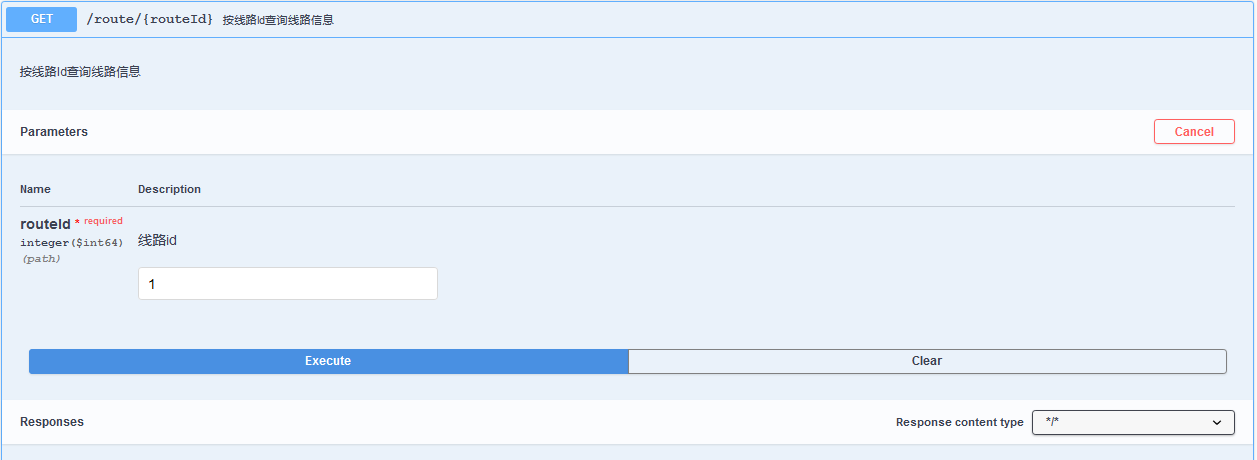 GET /route/{routeId} 按线路Id查询线路信息
按线路Id查询线路信息
Parameters Cancel
Name Description
routeId * required
integer($int64)
(path)
线路id
1
Execute Clear
Responses Response content type */*